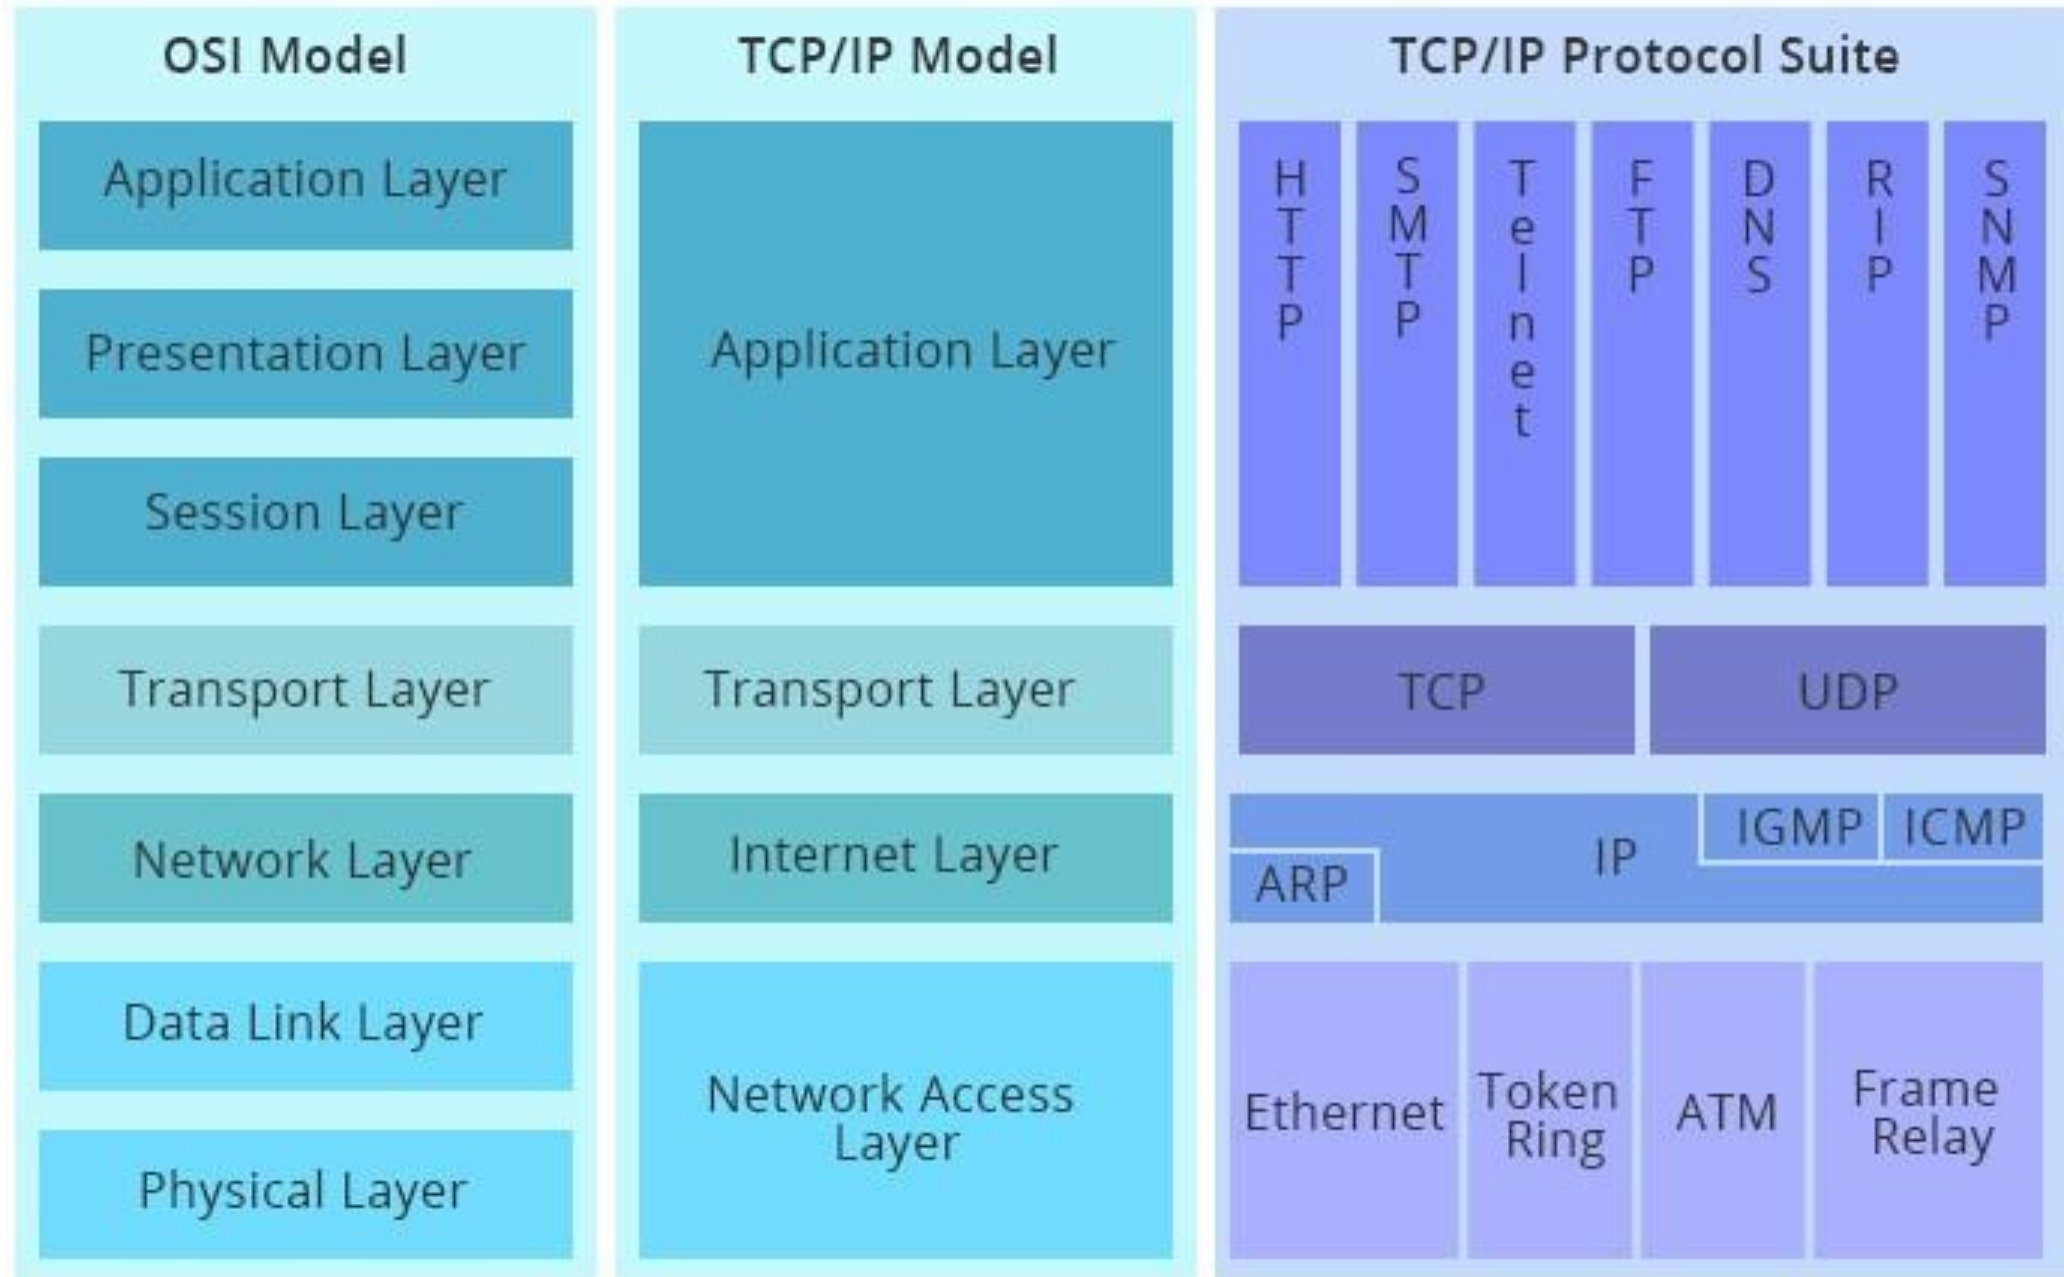 OSI Model
Application Layer
Presentation Layer
Session Layer
Transport Layer
Network Layer
Data Link Layer
Physical Layer
TCP/IP Model
Application Layer
Transport Layer
Internet Layer
Network Access
Layer
TCP/IP Protocol Suite
HTTP
SMTP
Telnet
FTP
DNS
RIP
SNMP
TCP
UDP
IP
IGMP
ICMP
ARP
Ethernet
Token
Ring
ATM
Frame
Relay